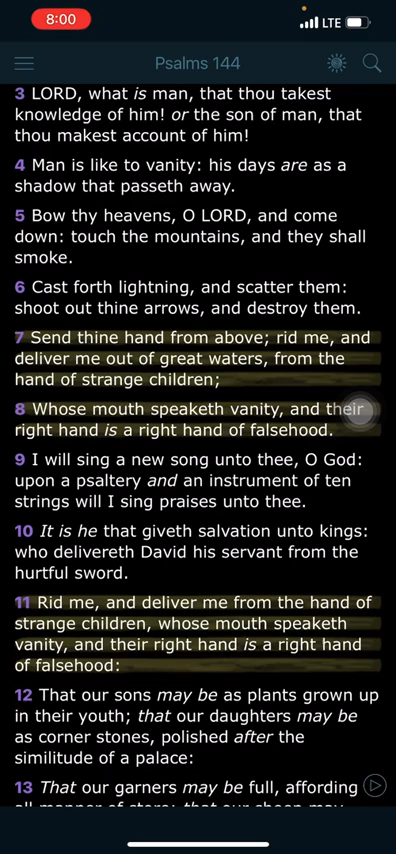 8:00
LTE
Psalms 144
3 LORD, what is man, that thou takest
knowledge of him! or the son of man, that
thou makest account of him!
4 Man is like to vanity: his days are as a
shadow that passeth away.
5 Bow thy heavens, O LORD, and come
down: touch the mountains, and they shall
smoke.
6 Cast forth lightning, and scatter them:
shoot out thine arrows, and destroy them.
7 Send thine hand from above; rid me, and
deliver me out of great waters, from the
hand of strange children;
8 Whose mouth speaketh vanity, and their
right hand is a right hand of falsehood.
9 I will sing a new song unto thee, O God:
upon a psaltery and an instrument of ten
strings will I sing praises unto thee.
10 It is he that giveth salvation unto kings:
who delivereth David his servant from the
hurtful sword.
11 Rid me, and deliver me from the hand of
strange children, whose mouth speaketh
vanity, and their right hand is a right hand
of falsehood:
12 That our sons may be as plants grown up
in their youth; that our daughters may be
as corner stones, polished after the
similitude of a palace:
13 That our garners may be full, affording
all manner of store: that our sheep may